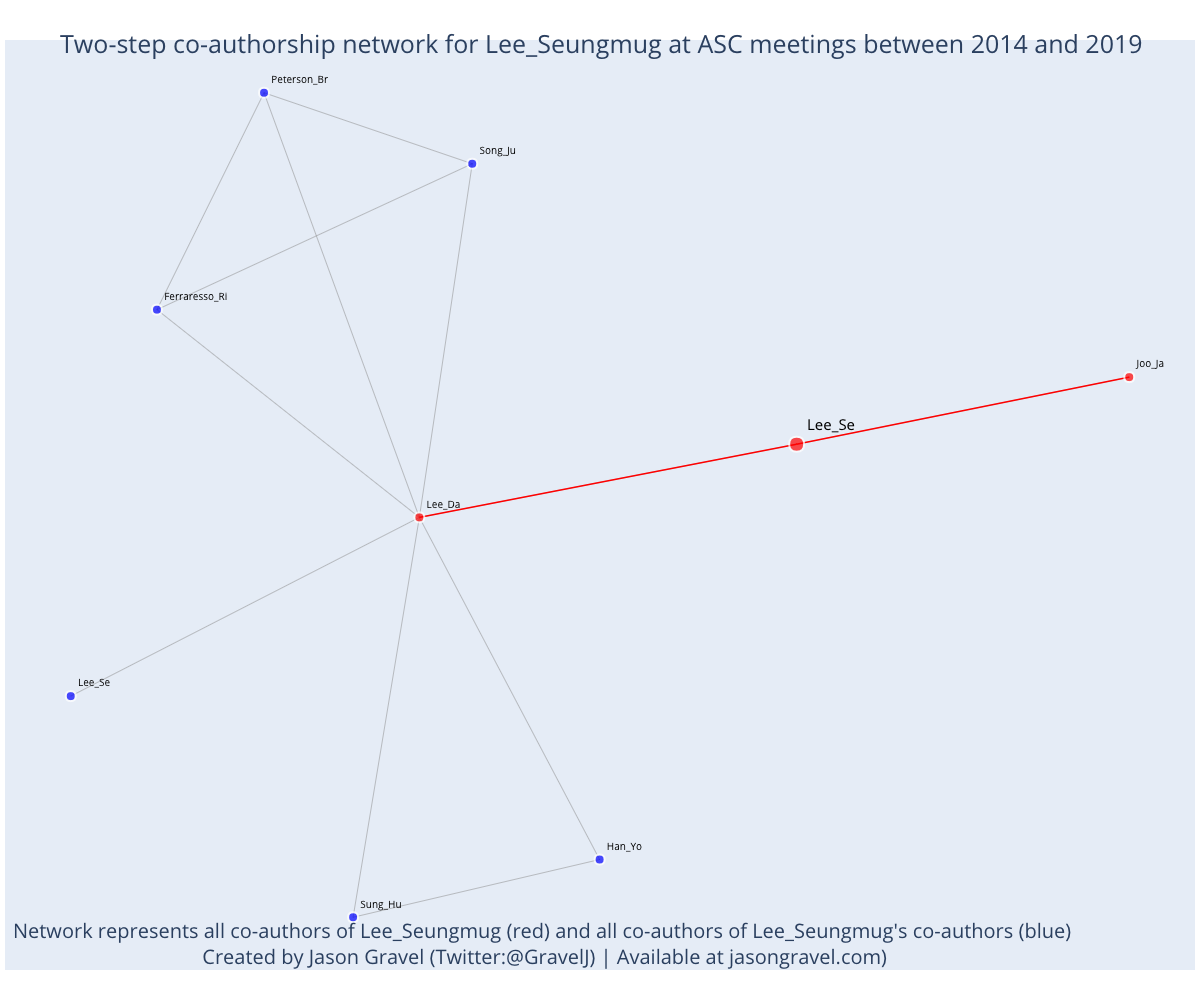 Two-step co-authorship network for Lee_Seungmug at ASC meetings between 2014 and 2019
Peterson_Br
Song_Ju
Ferraresso_Ri
Joo_Ja
Lee_Se
Lee_Da
Lee_Se
Han_Yo
Sung_Hu
Network represents all co-authors of Lee_Seungmug (red) and all co-authors of Lee_Seungmug's co-authors (blue)
Created by Jason Gravel (Twitter:@GravelJ) | Available at jasongravel.com)